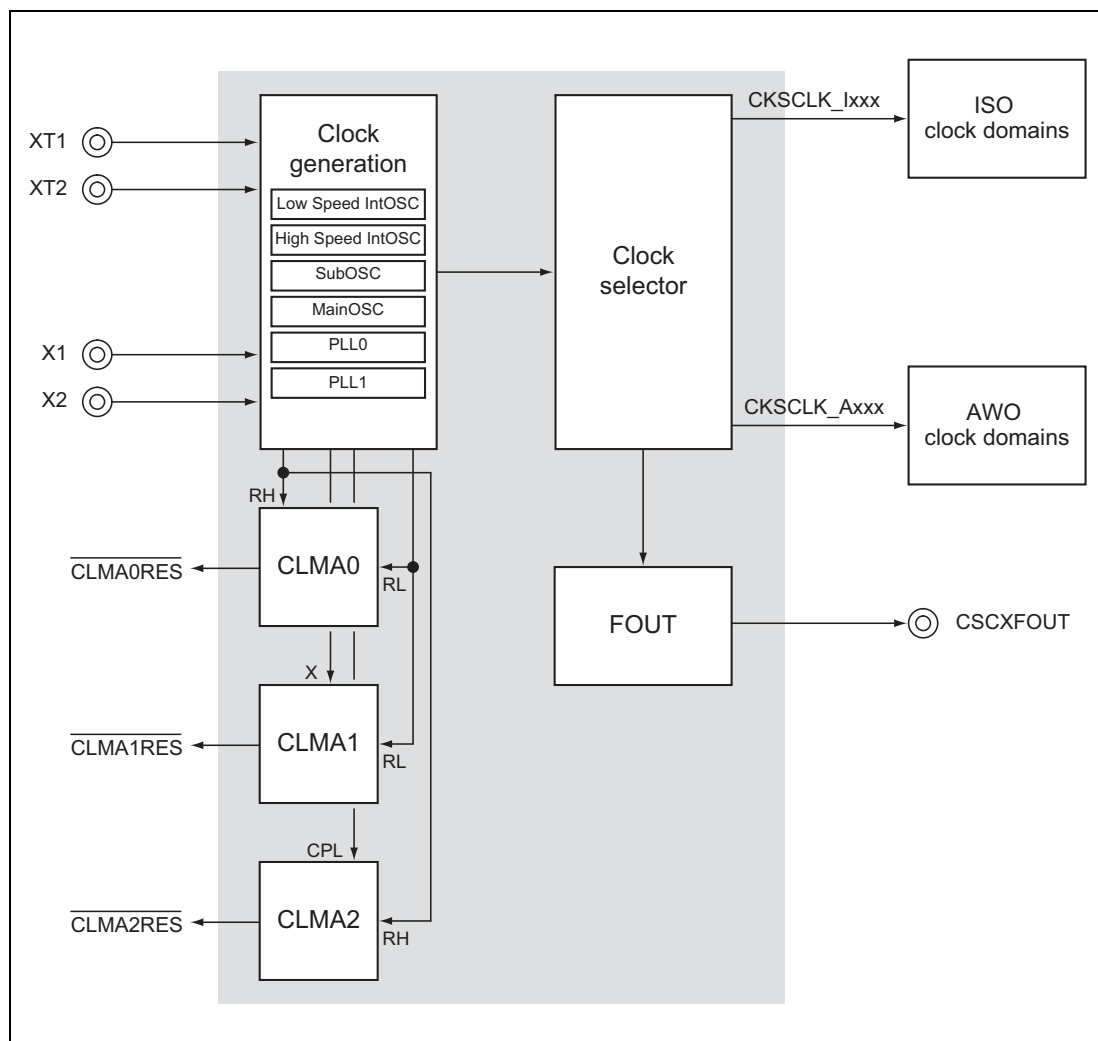 XT1
XT2
X1
X2
Clock
generation
Low Speed IntOSC
High Speed IntOSC
SubOSC
MainOSC
PLL0
PLL1
Clock
selector
CKSCLK_Ixxx
ISO
clock domains
CKSCLK_Axxx
AWO
clock domains
RH
CLMA0
RL
CLMA0RES
FOUT
CSCXFOUT
X
CLMA1
RL
CLMA1RES
CPL
CLMA2
RH
CLMA2RES